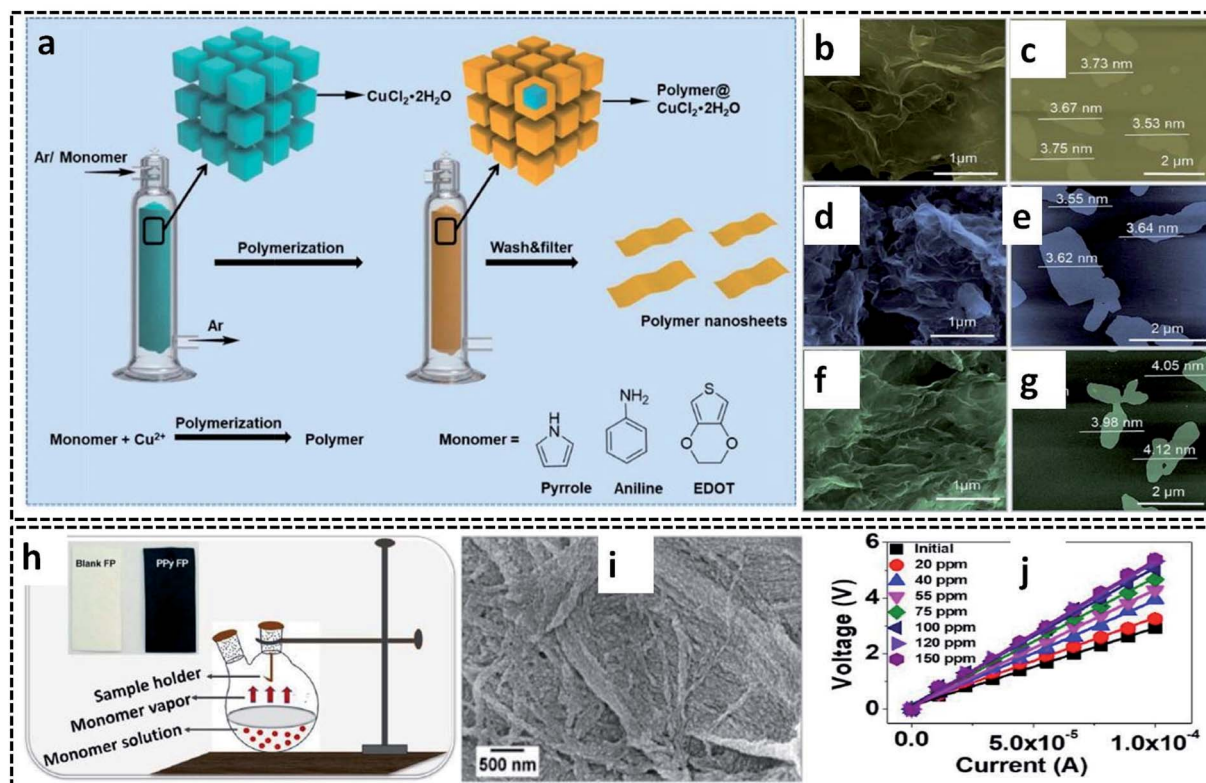 a
CuCl₂•2H₂O
Polymer@
CuCl₂•2H₂O
Ar/ Monomer
Polymerization
Wash&filter
Ar
Polymer nanosheets
Monomer + Cu²⁺
Polymerization
Polymer
Monomer =
H
N
NH₂
S
O
O
Pyrrole
Aniline
EDOT
b
1μm
c
3.73 nm
3.67 nm
3.53 nm
3.75 nm
2 μm
d
1μm
e
3.55 nm
3.64 nm
3.62 nm
2 μm
f
1μm
g
4.05 nm
3.98 nm
4.12 nm
2 μm
h
Blank FP
PPy FP
Sample holder
Monomer vapor
Monomer solution
i
500 nm
j
Voltage (V)
6
4
2
0
Initial
20 ppm
40 ppm
55 ppm
75 ppm
100 ppm
120 ppm
150 ppm
0.0
5.0x10⁻⁵
1.0x10⁻⁴
Current (A)